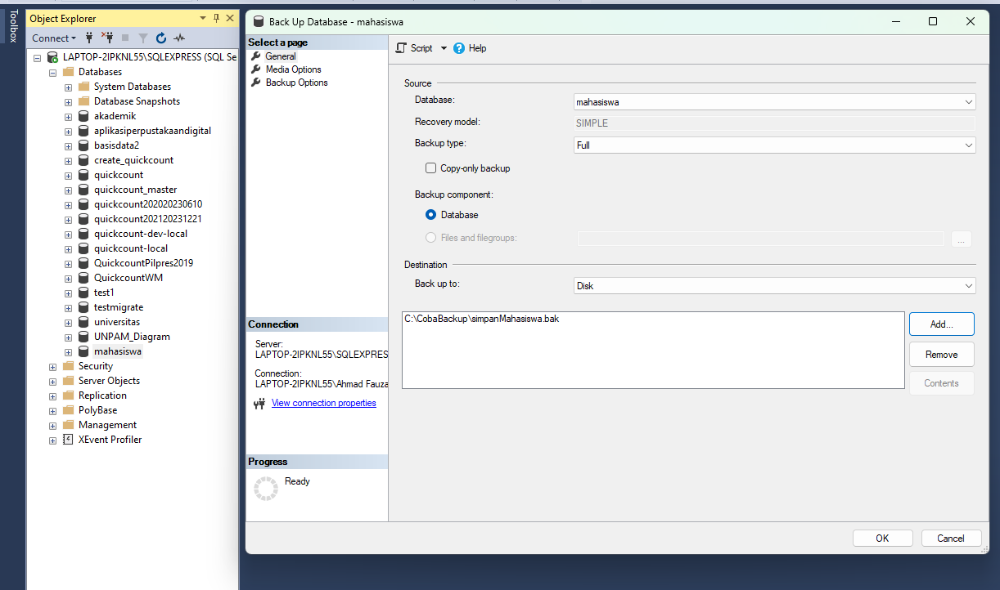 Toolbox
Object Explorer
Connect
LAPTOP-2IPKNL55\SQLEXPRESS (SQL Se
Databases
System Databases
Database Snapshots
akademik
aplikasiperpustakaandigital
basisdata2
create_quickcount
quickcount
quickcount_master
quickcount202020230610
quickcount202120231221
quickcount-dev-local
quickcount-local
QuickcountPilpres2019
QuickcountWM
test1
testmigrate
universitas
UNPAM_Diagram
mahasiswa
Security
Server Objects
Replication
PolyBase
Management
XEvent Profiler
Back Up Database - mahasiswa
Select a page
General
Media Options
Backup Options
Connection
Server:
LAPTOP-2IPKNL55\SQLEXPRES
Connection:
LAPTOP-2IPKNL55\Ahmad Fauza
View connection properties
Progress
Ready
Script
Help
Source
Database:
mahasiswa
Recovery model:
SIMPLE
Backup type:
Full
Copy-only backup
Backup component:
Database
Files and filegroups:
...
Destination
Back up to:
Disk
C:\CobaBackup\simpanMahasiswa.bak
Add...
Remove
Contents
OK
Cancel